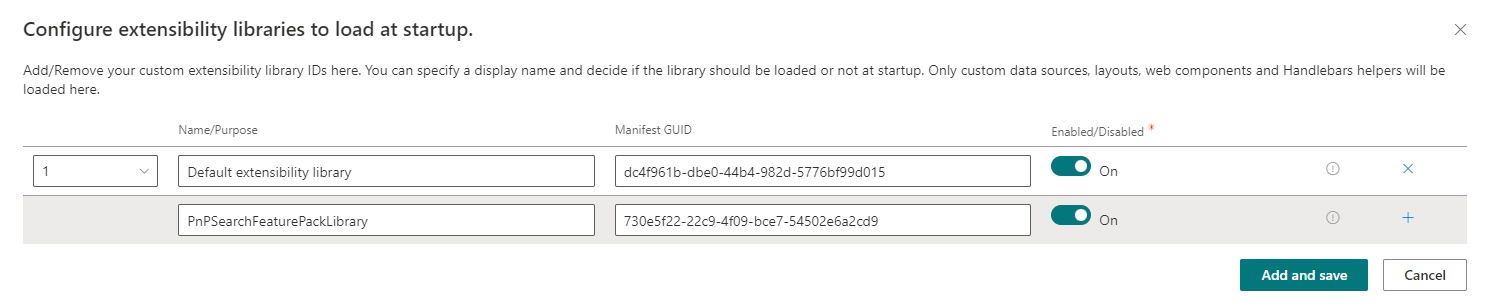 Configure extensibility libraries to load at startup.
Add/Remove your custom extensibility library IDs here. You can specify a display name and decide if the library should be loaded or not at startup. Only custom data sources, layouts, web components and Handlebars helpers will be
loaded here.
Name/Purpose Manifest GUID Enabled/Disabled *
1 Default extensibility library dc4f961b-dbe0-44b4-982d-5776bf99d015 On
PnPSearchFeaturePackLibrary 730e5f22-22c9-4f09-bce7-54502e6a2cd9 On
Add and save Cancel